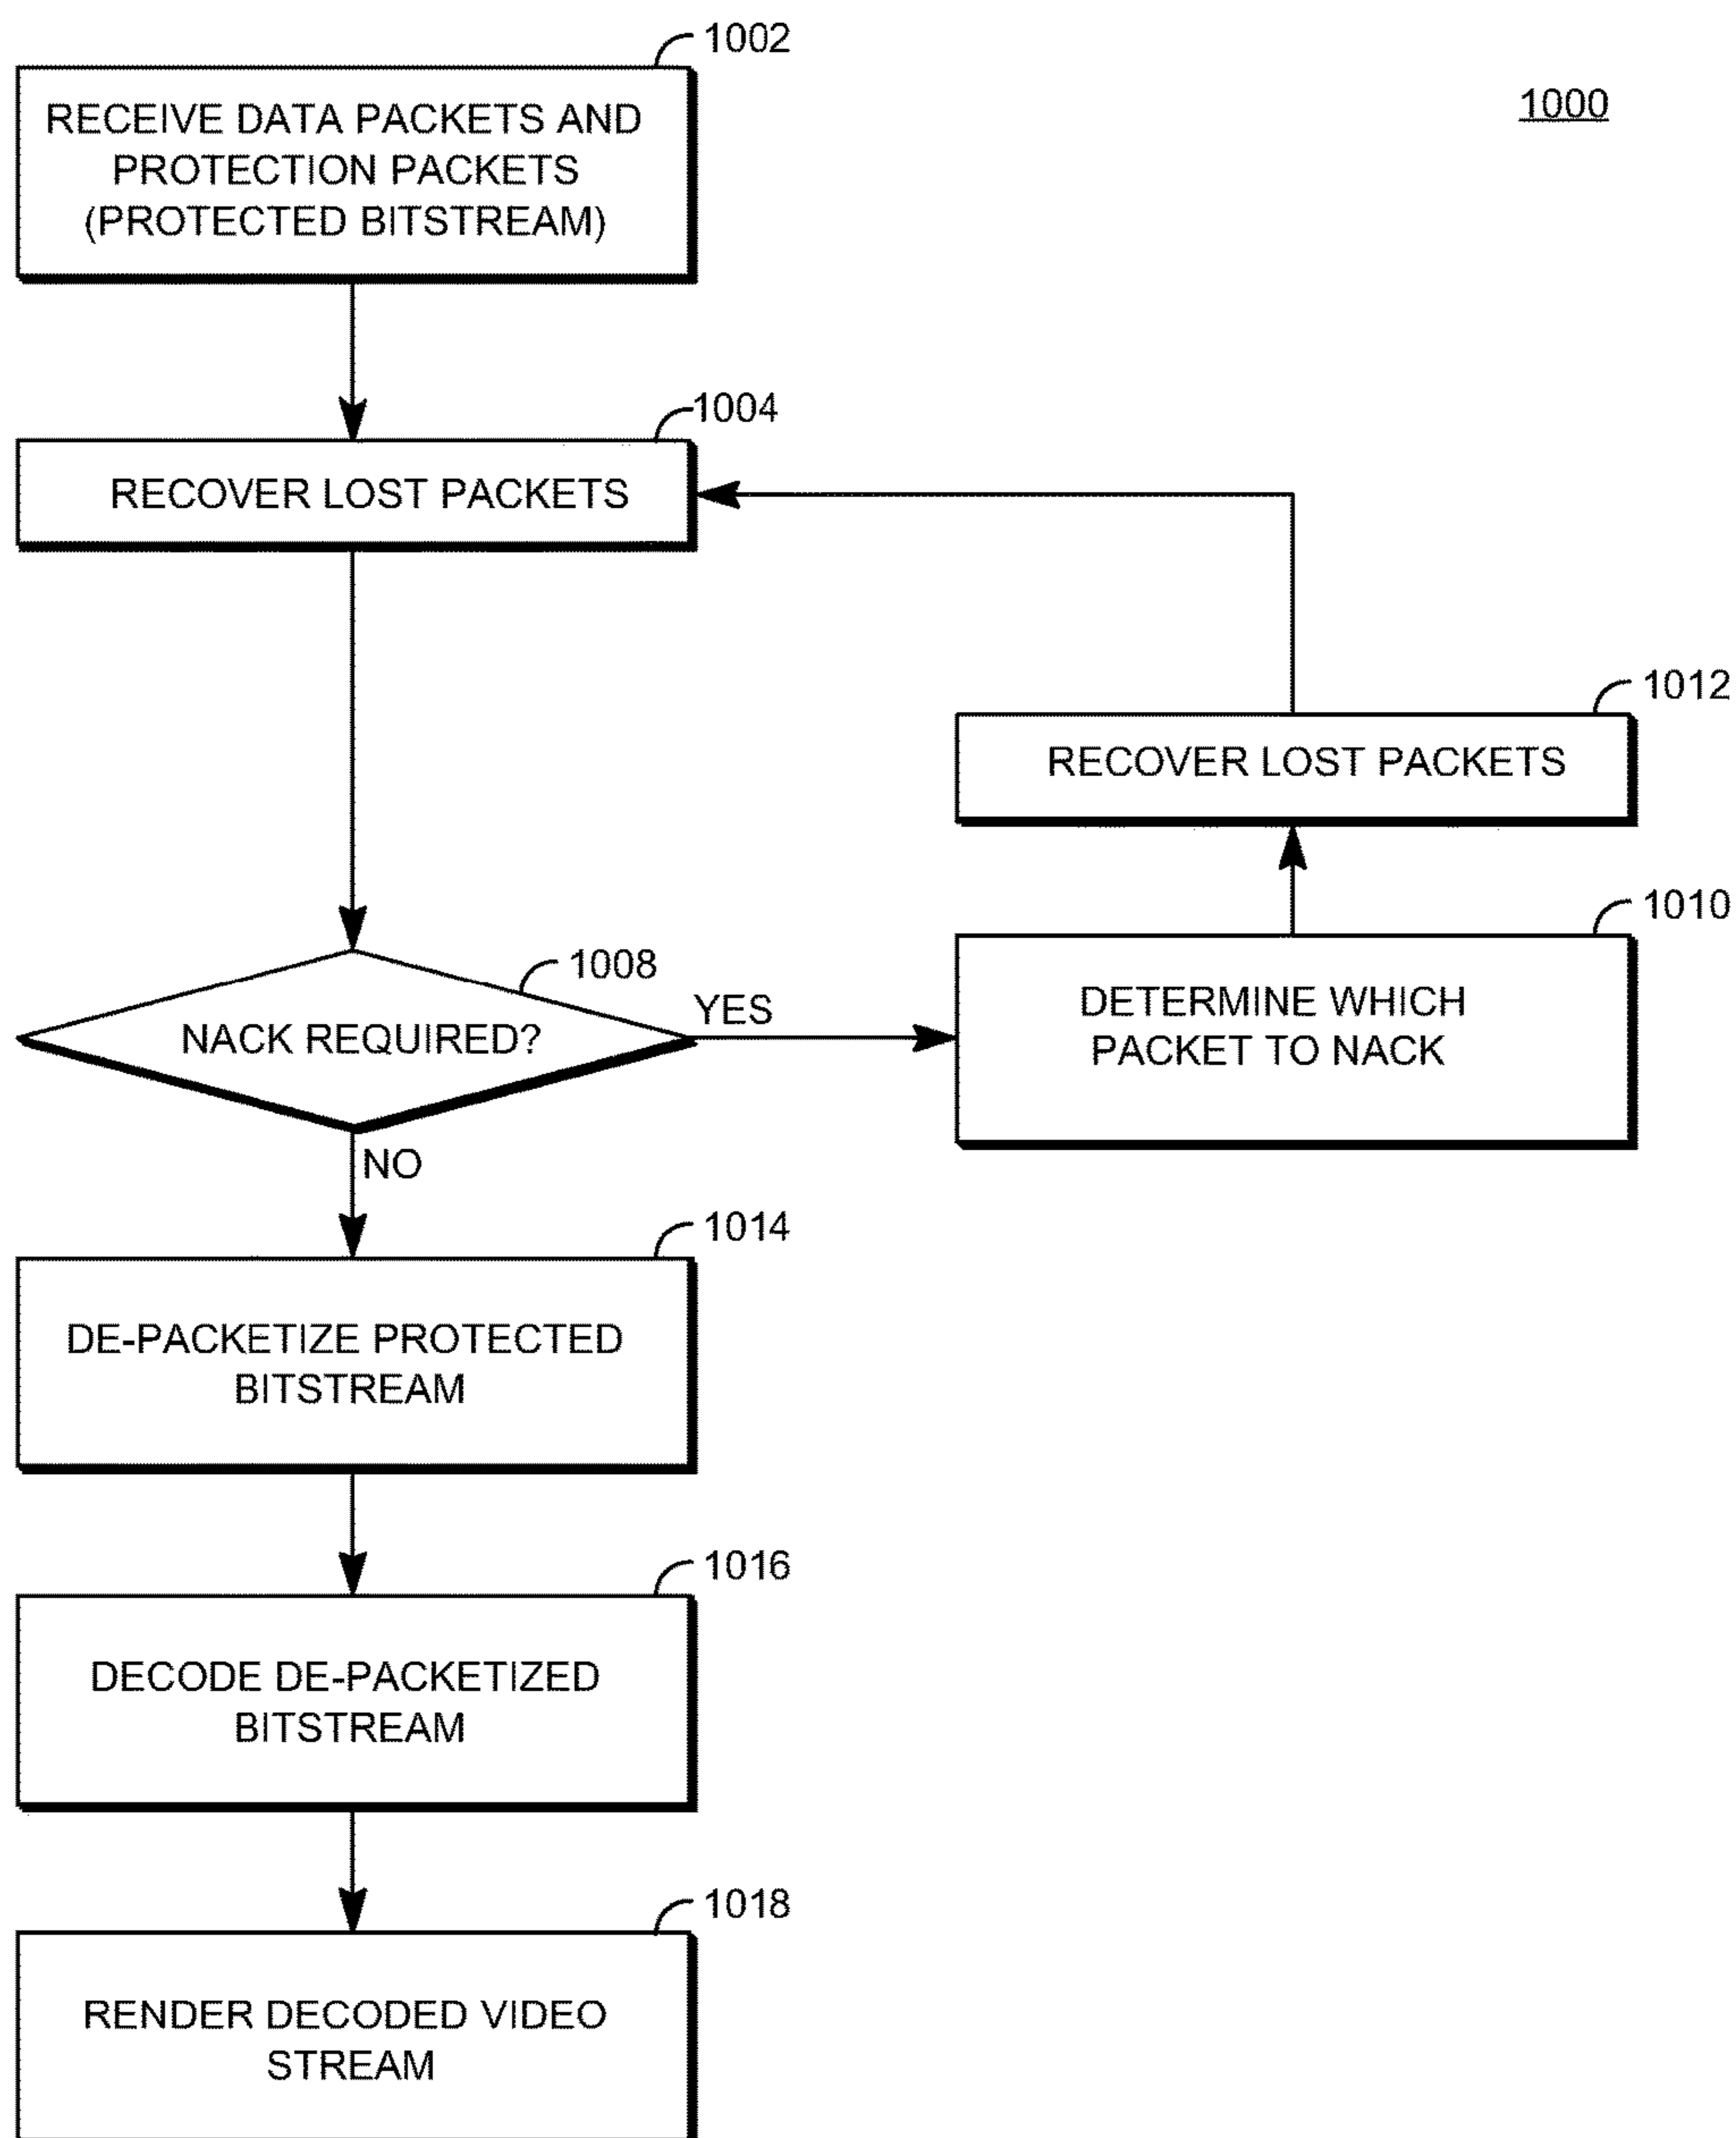 1002
1000
RECEIVE DATA PACKETS AND
PROTECTION PACKETS
(PROTECTED BITSTREAM)
1004
RECOVER LOST PACKETS
1012
RECOVER LOST PACKETS
1010
DETERMINE WHICH
PACKET TO NACK
1008
NACK REQUIRED?
YES
NO
1014
DE-PACKETIZE PROTECTED
BITSTREAM
1016
DECODE DE-PACKETIZED
BITSTREAM
1018
RENDER DECODED VIDEO
STREAM